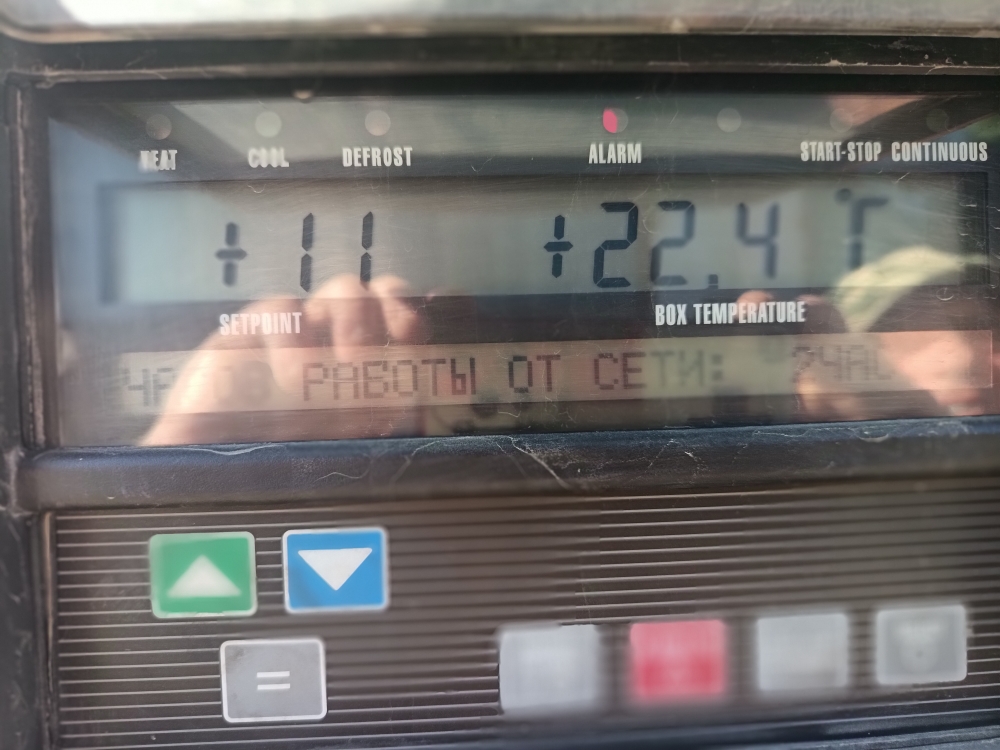 HEAT COOL DEFROST ALARM START-STOP CONTINUOUS
+11 +22.4 °C
SETPOINT BOX TEMPERATURE
РАБОТЫ ОТ СЕТИ:
=